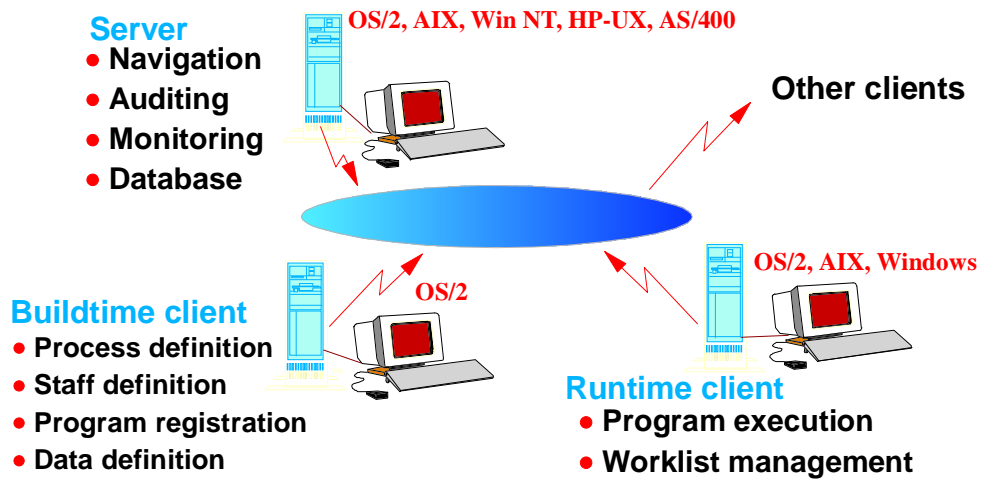 Server
OS/2, AIX, Win NT, HP-UX, AS/400
• Navigation
• Auditing
• Monitoring
• Database
Other clients
OS/2
Buildtime client
• Process definition
• Staff definition
• Program registration
• Data definition
OS/2, AIX, Windows
Runtime client
• Program execution
• Worklist management